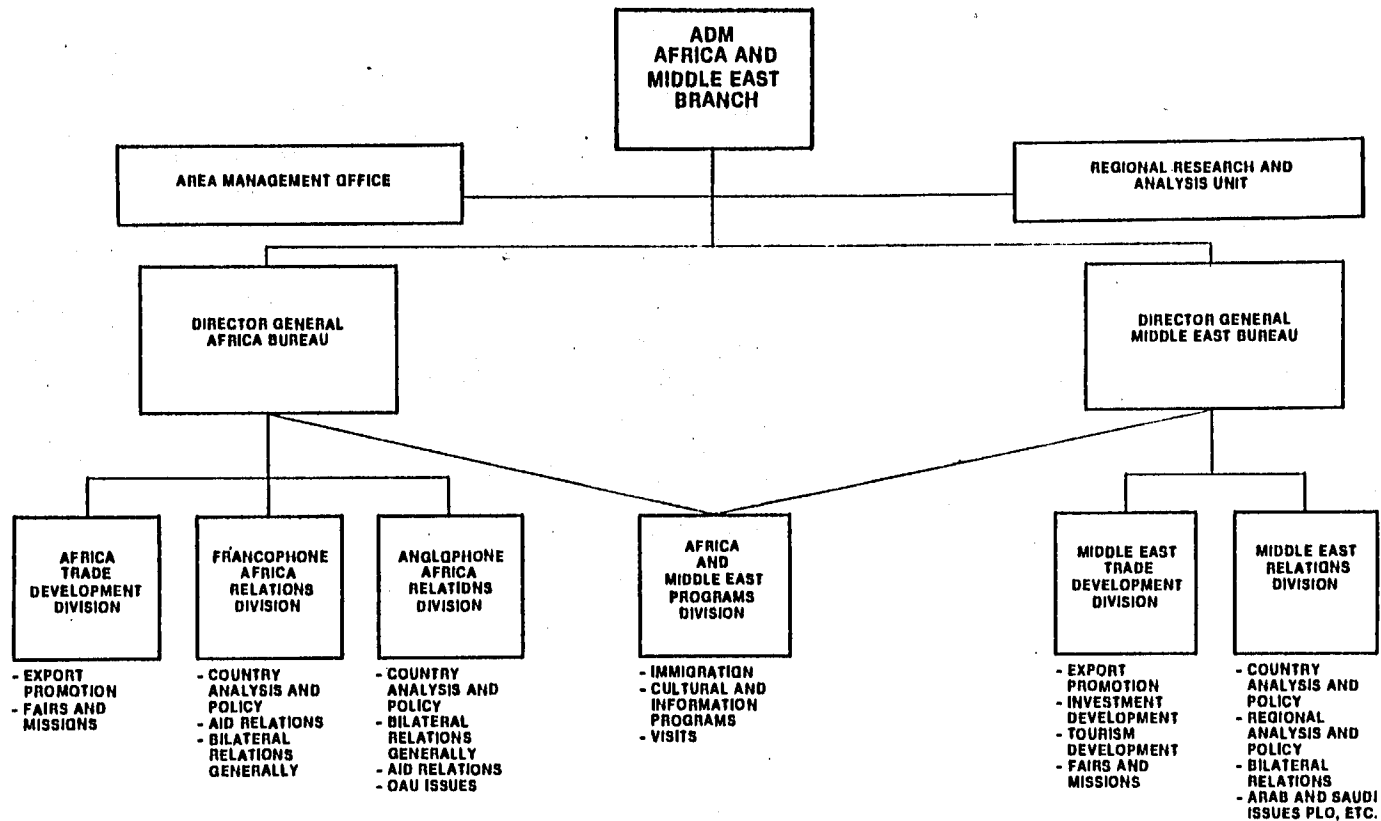 ADM
AFRICA AND
MIDDLE EAST
BRANCH
AREA MANAGEMENT OFFICE
REGIONAL RESEARCH AND
ANALYSIS UNIT
DIRECTOR GENERAL
AFRICA BUREAU
DIRECTOR GENERAL
MIDDLE EAST BUREAU
AFRICA
TRADE
DEVELOPMENT
DIVISION
- EXPORT
PROMOTION
- FAIRS AND
MISSIONS
FRANCOPHONE
AFRICA
RELATIONS
DIVISION
- COUNTRY
ANALYSIS AND
POLICY
- AID RELATIONS
- BILATERAL
RELATIONS
GENERALLY
ANGLOPHONE
AFRICA
RELATIONS
DIVISION
- COUNTRY
ANALYSIS AND
POLICY
- BILATERAL
RELATIONS
GENERALLY
- AID RELATIONS
- OAU ISSUES
AFRICA
AND
MIDDLE EAST
PROGRAMS
DIVISION
- IMMIGRATION
- CULTURAL AND
INFORMATION
PROGRAMS
- VISITS
MIDDLE EAST
TRADE
DEVELOPMENT
DIVISION
- EXPORT
PROMOTION
- INVESTMENT
DEVELOPMENT
- TOURISM
DEVELOPMENT
- FAIRS AND
MISSIONS
MIDDLE EAST
RELATIONS
DIVISION
- COUNTRY
ANALYSIS AND
POLICY
- REGIONAL
ANALYSIS AND
POLICY
- BILATERAL
RELATIONS
- ARAB AND SAUDI
ISSUES PLO, ETC.